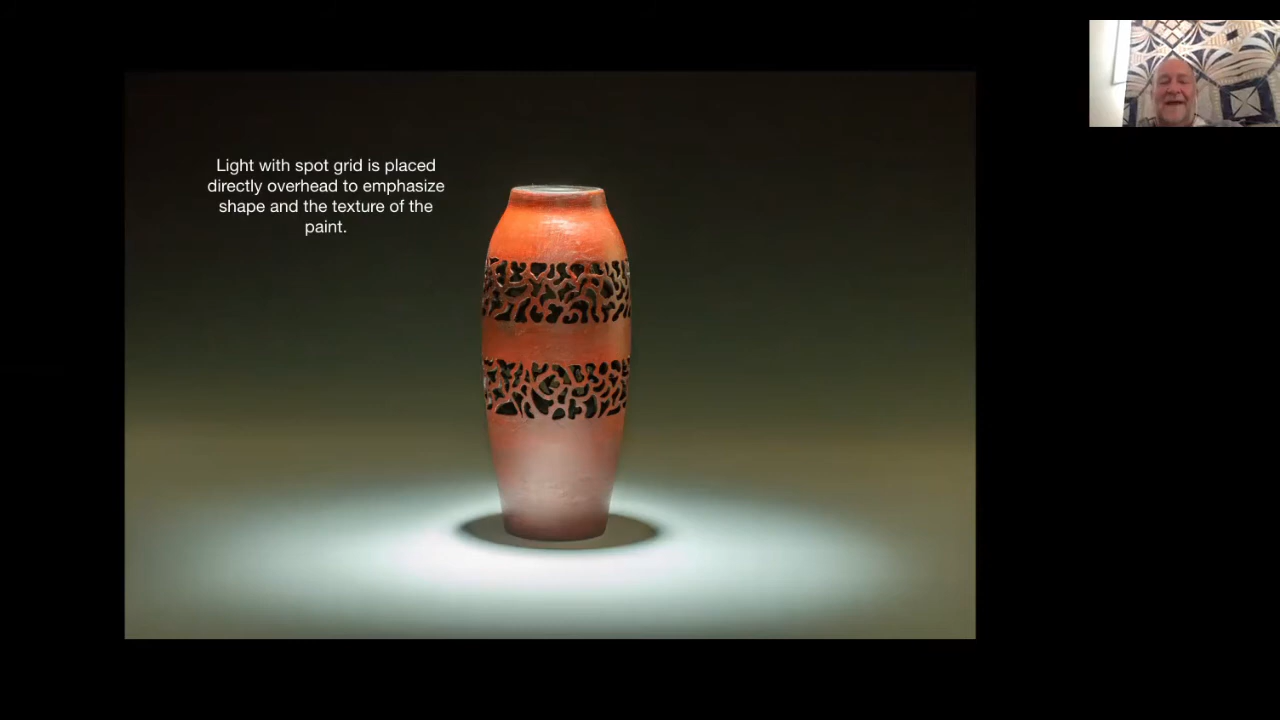 Light with spot grid is placed
directly overhead to emphasize
shape and the texture of the
paint.